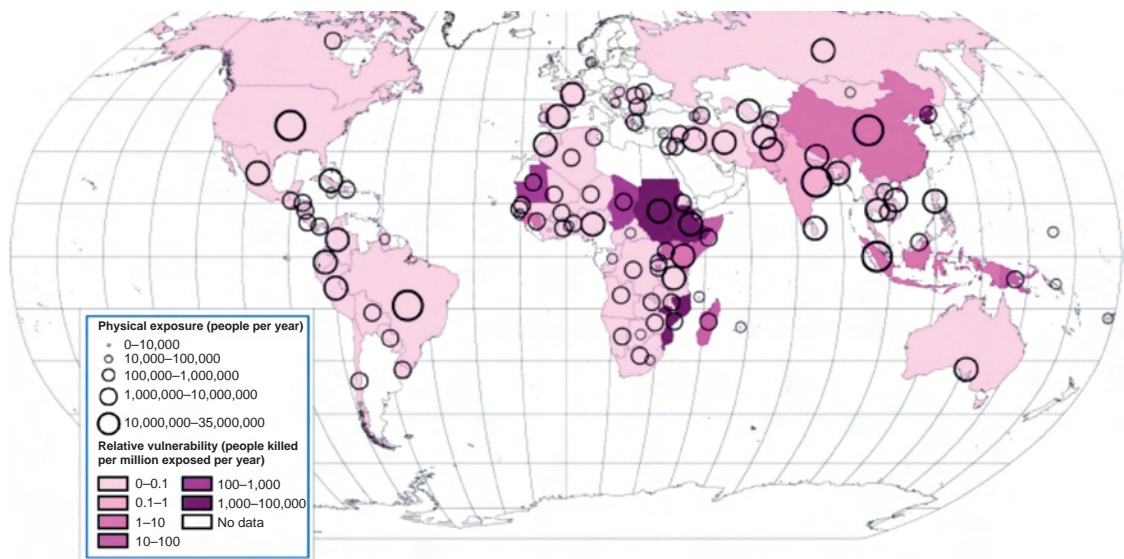 Physical exposure (people per year)
0–10,000
10,000–100,000
100,000–1,000,000
1,000,000–10,000,000
10,000,000–35,000,000
Relative vulnerability (people killed
per million exposed per year)
0–0.1 100–1,000
0.1–1 1,000–100,000
1–10 No data
10–100